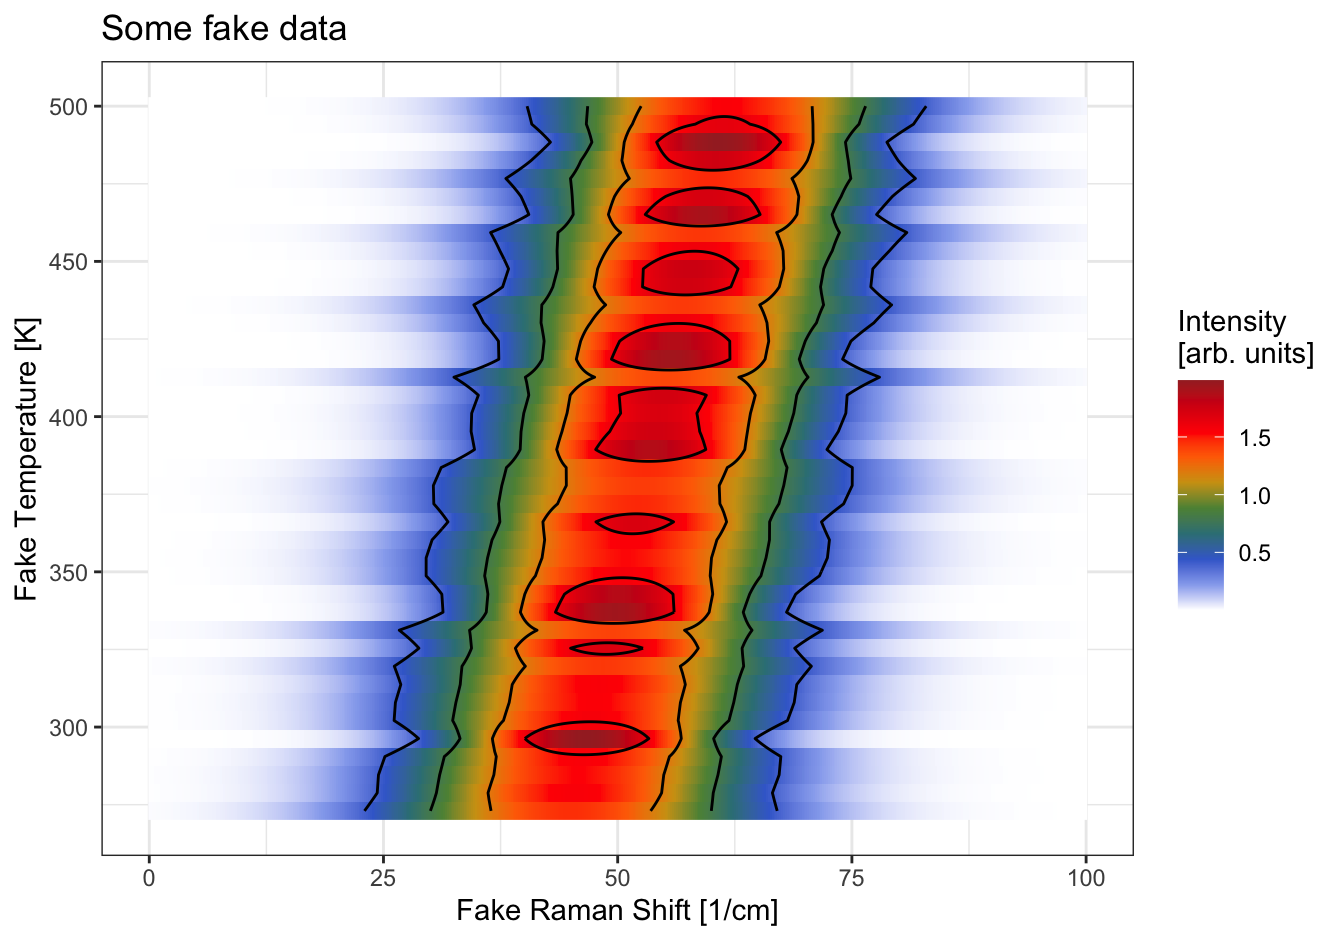 Some fake data
Fake Temperature [K]
500
450
400
350
300
0 25 50 75 100
Fake Raman Shift [1/cm]
Intensity
[arb. units]
1.5
1.0
0.5